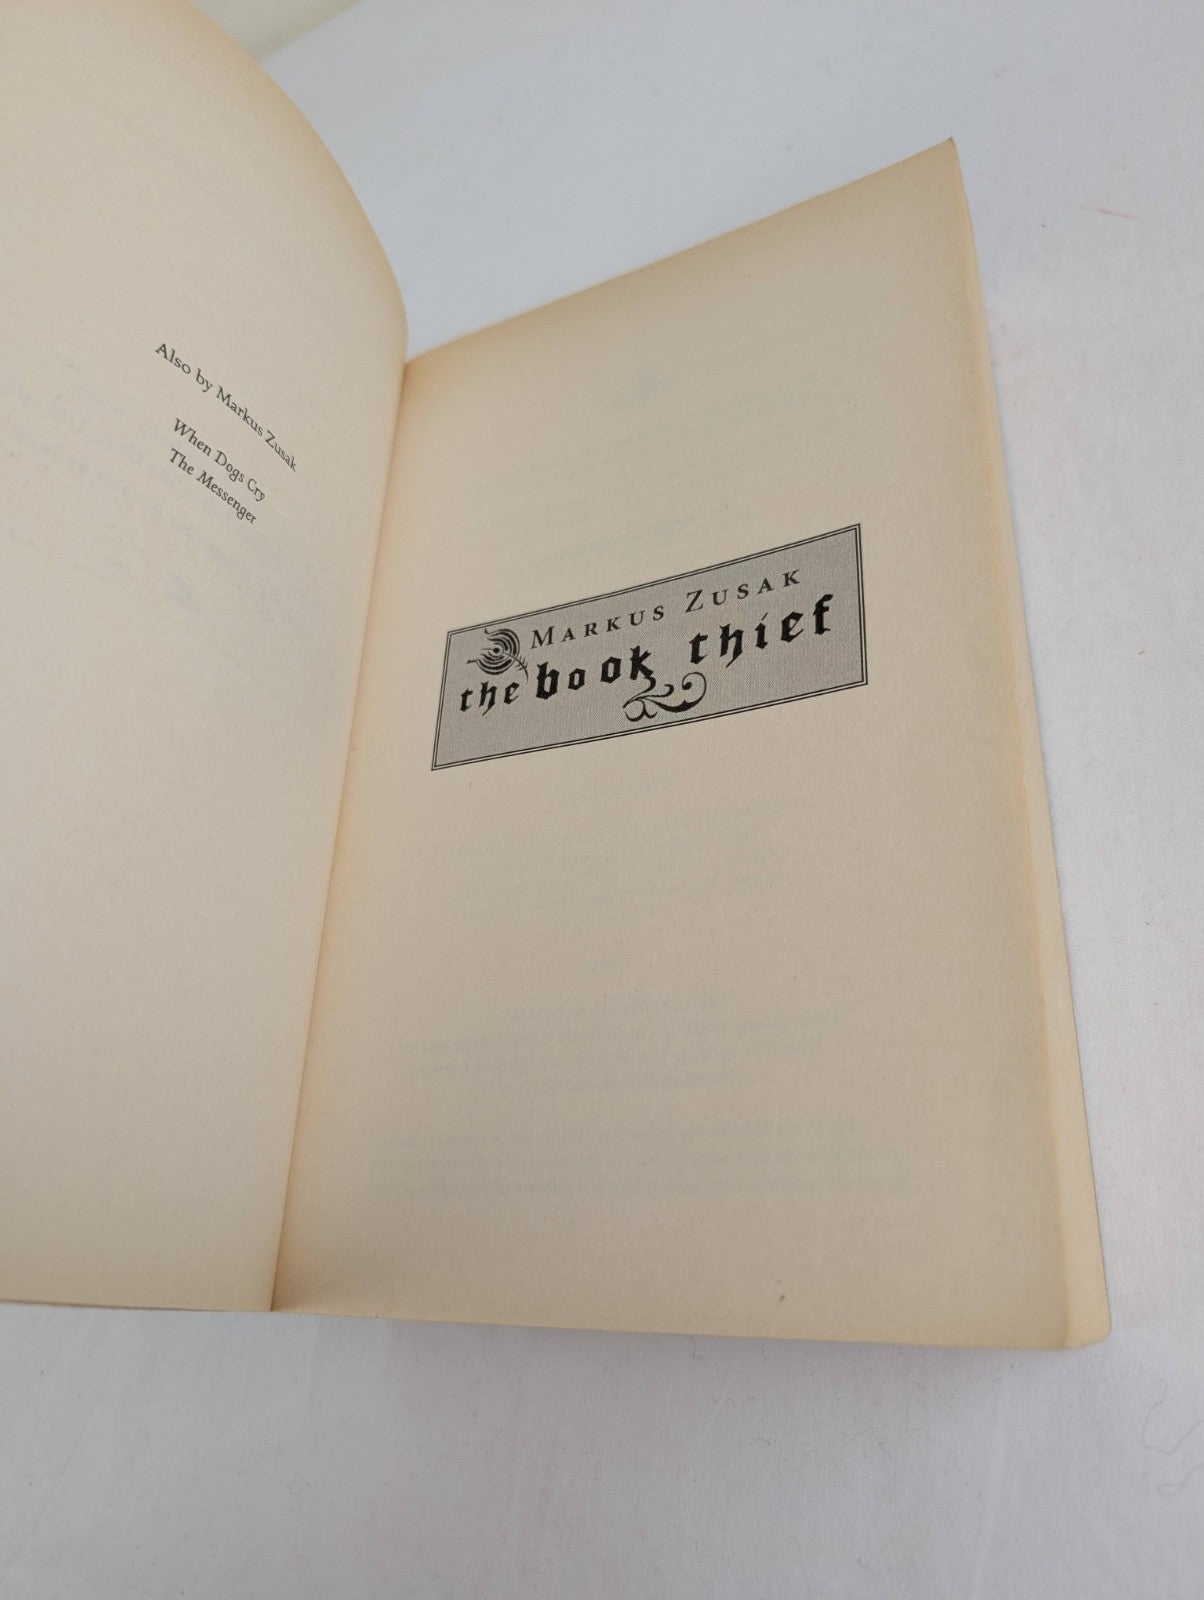 Also by Markus Zusak
When Dogs Cry
The Messenger
MARKUS ZUSAK
the book thief